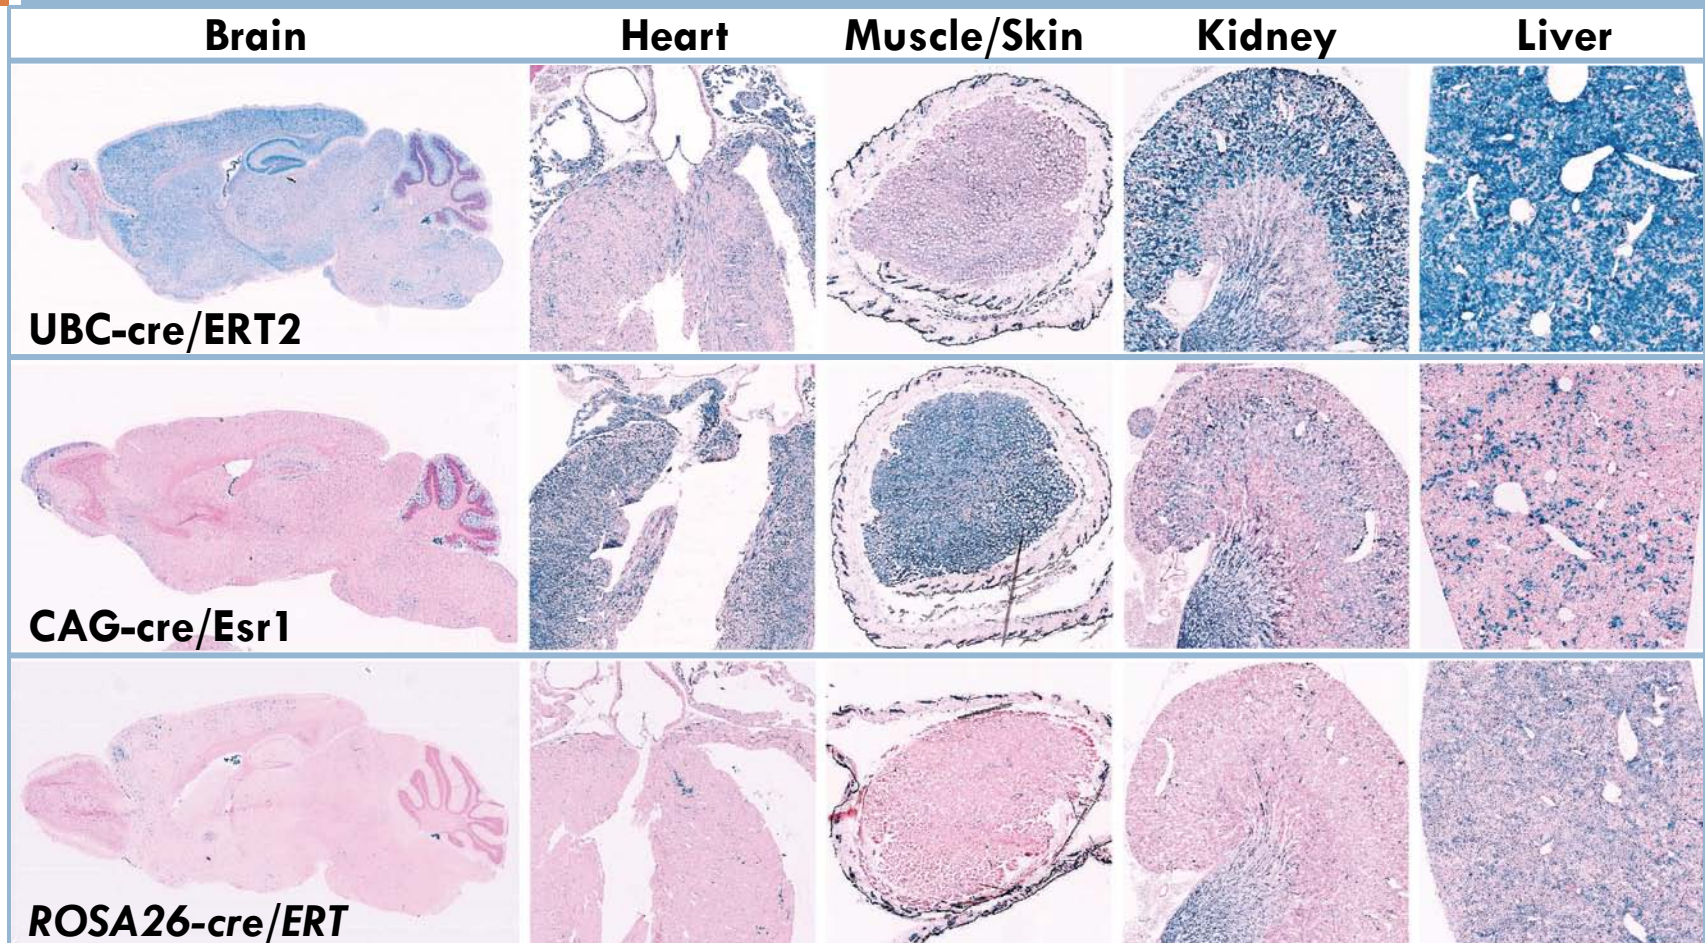 Brain Heart Muscle/Skin Kidney Liver
UBC-cre/ERT2
CAG-cre/Esr1
ROSA26-cre/ERT